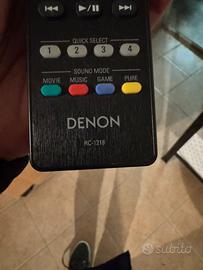 QUICK SELECT
1 2 3 4
SOUND MODE
MOVIE MUSIC GAME PURE
DENON
RC-1218
subito